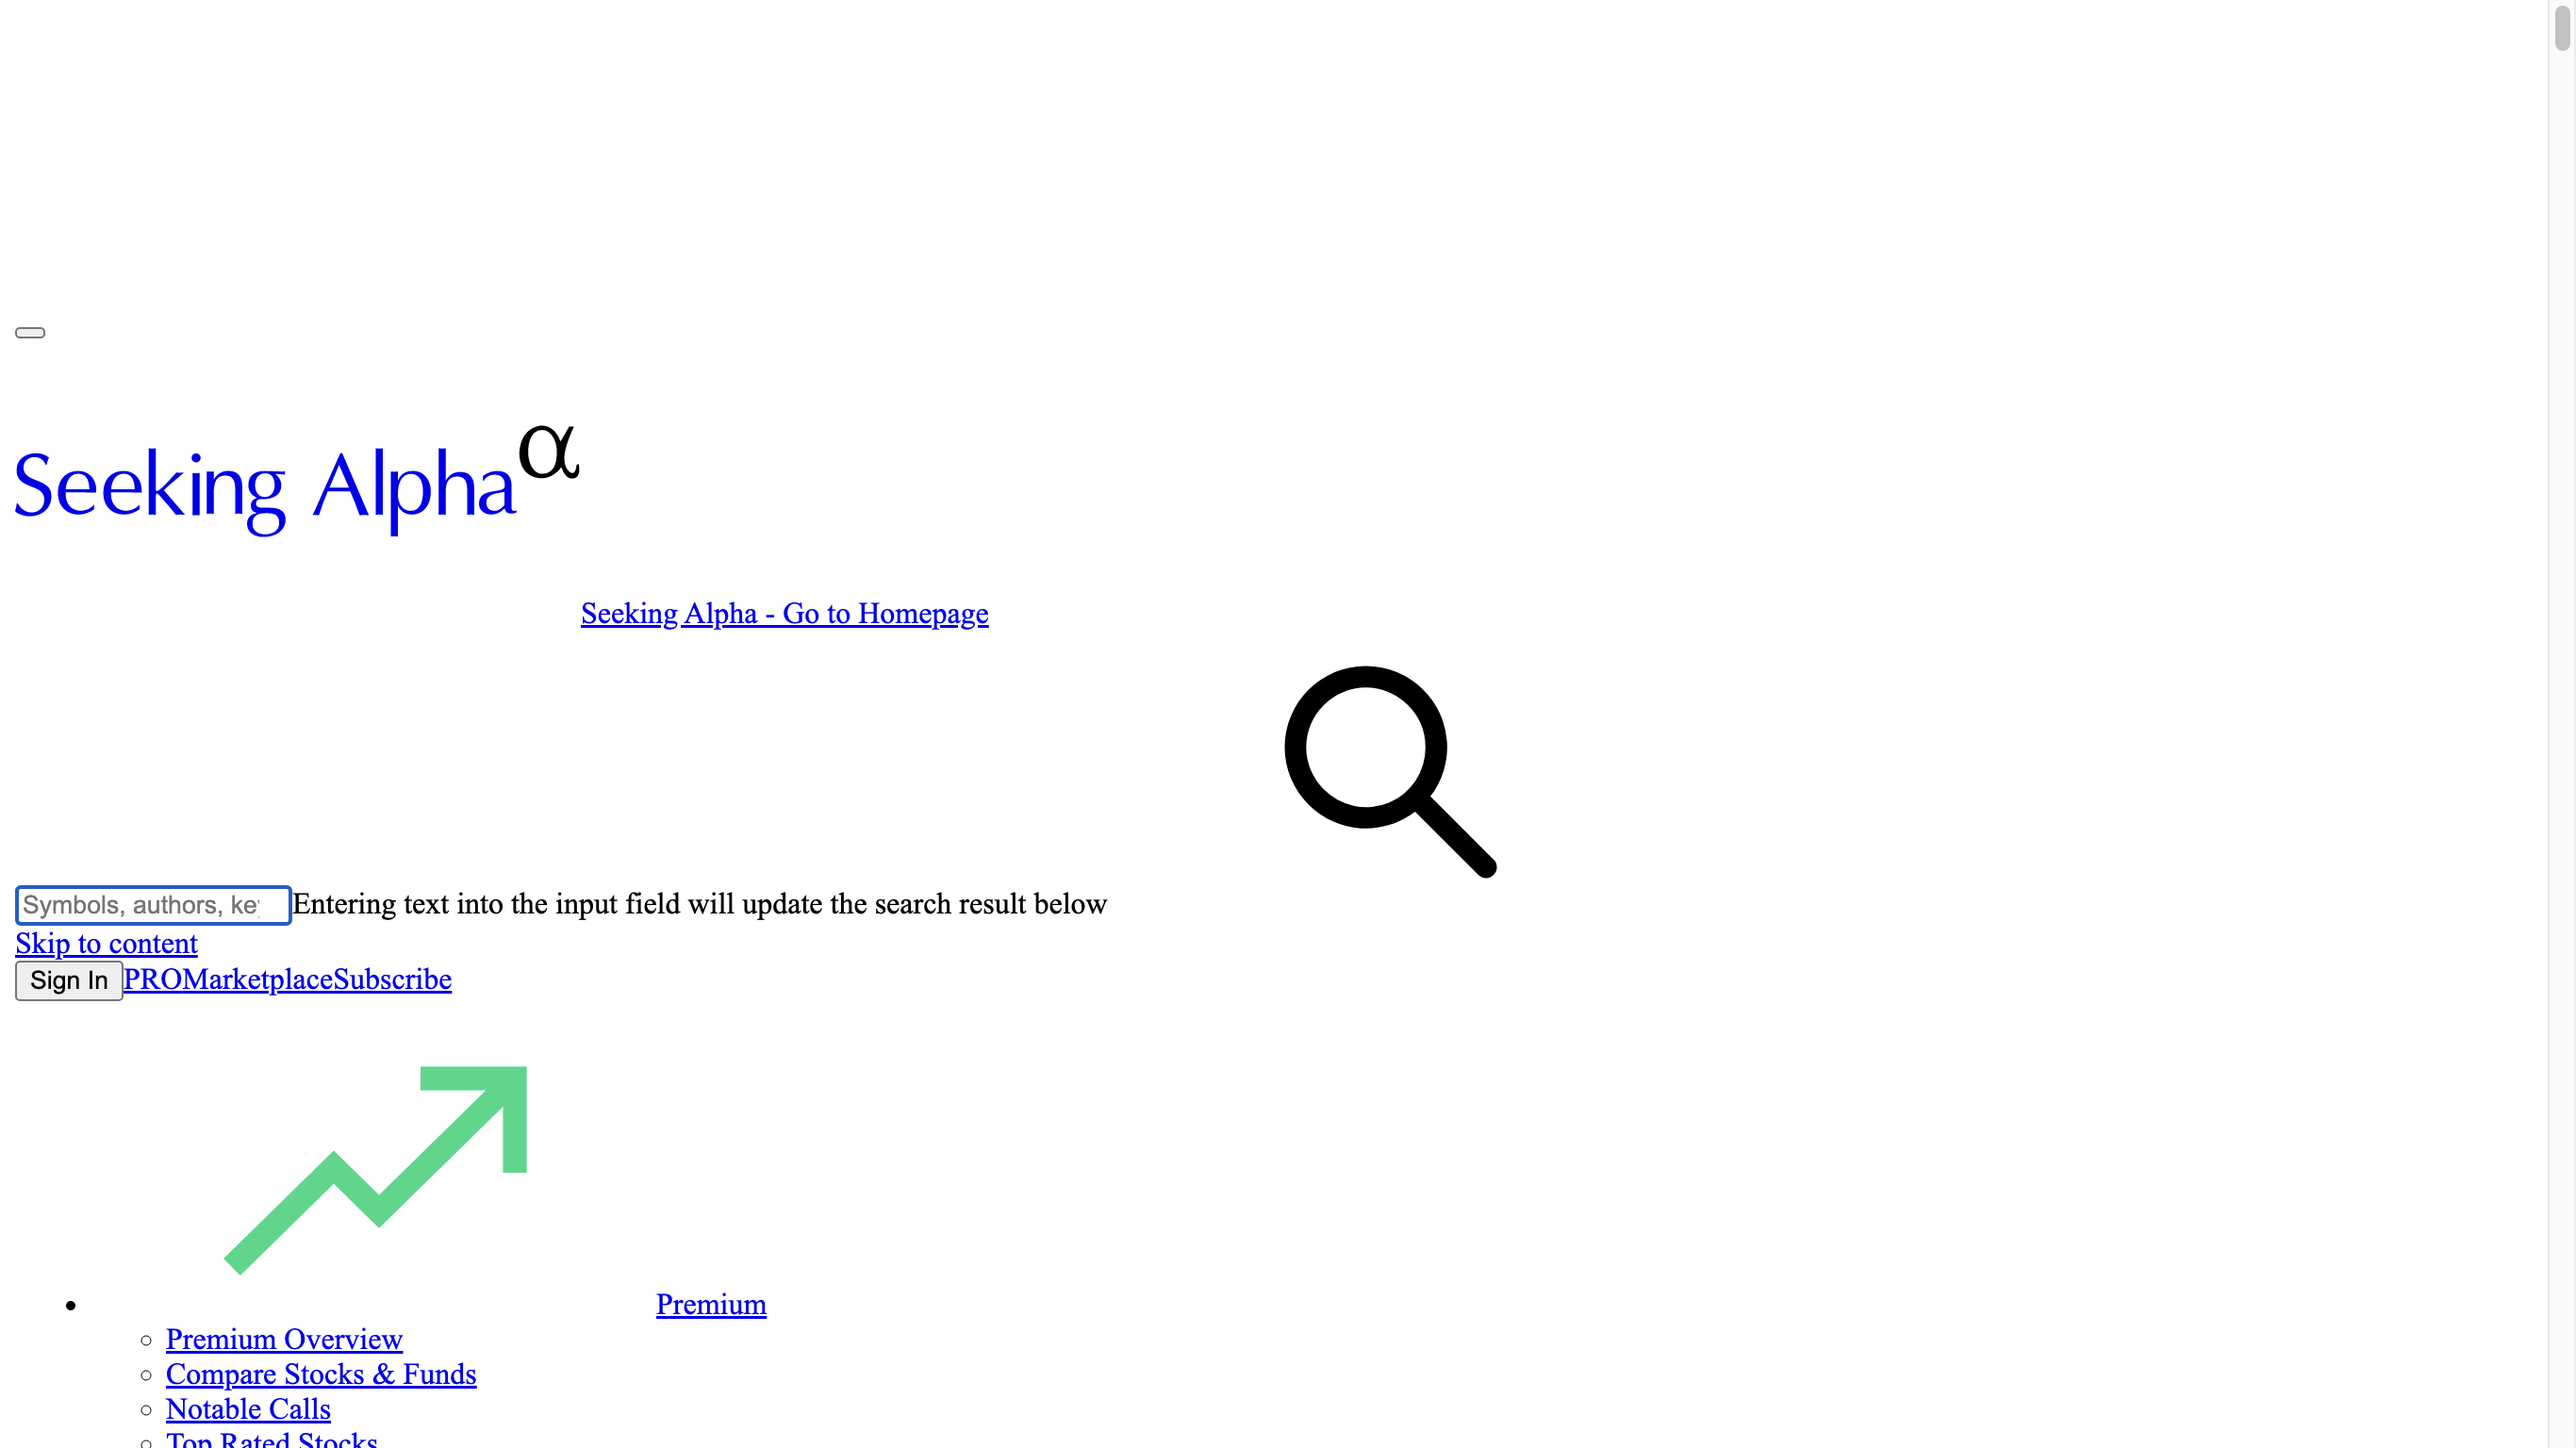 Seeking Alpha α
Seeking Alpha - Go to Homepage
Symbols, authors, key
Entering text into the input field will update the search result below
Skip to content
Sign In PROMarketplaceSubscribe
Premium
Premium Overview
Compare Stocks & Funds
Notable Calls
Top Rated Stocks